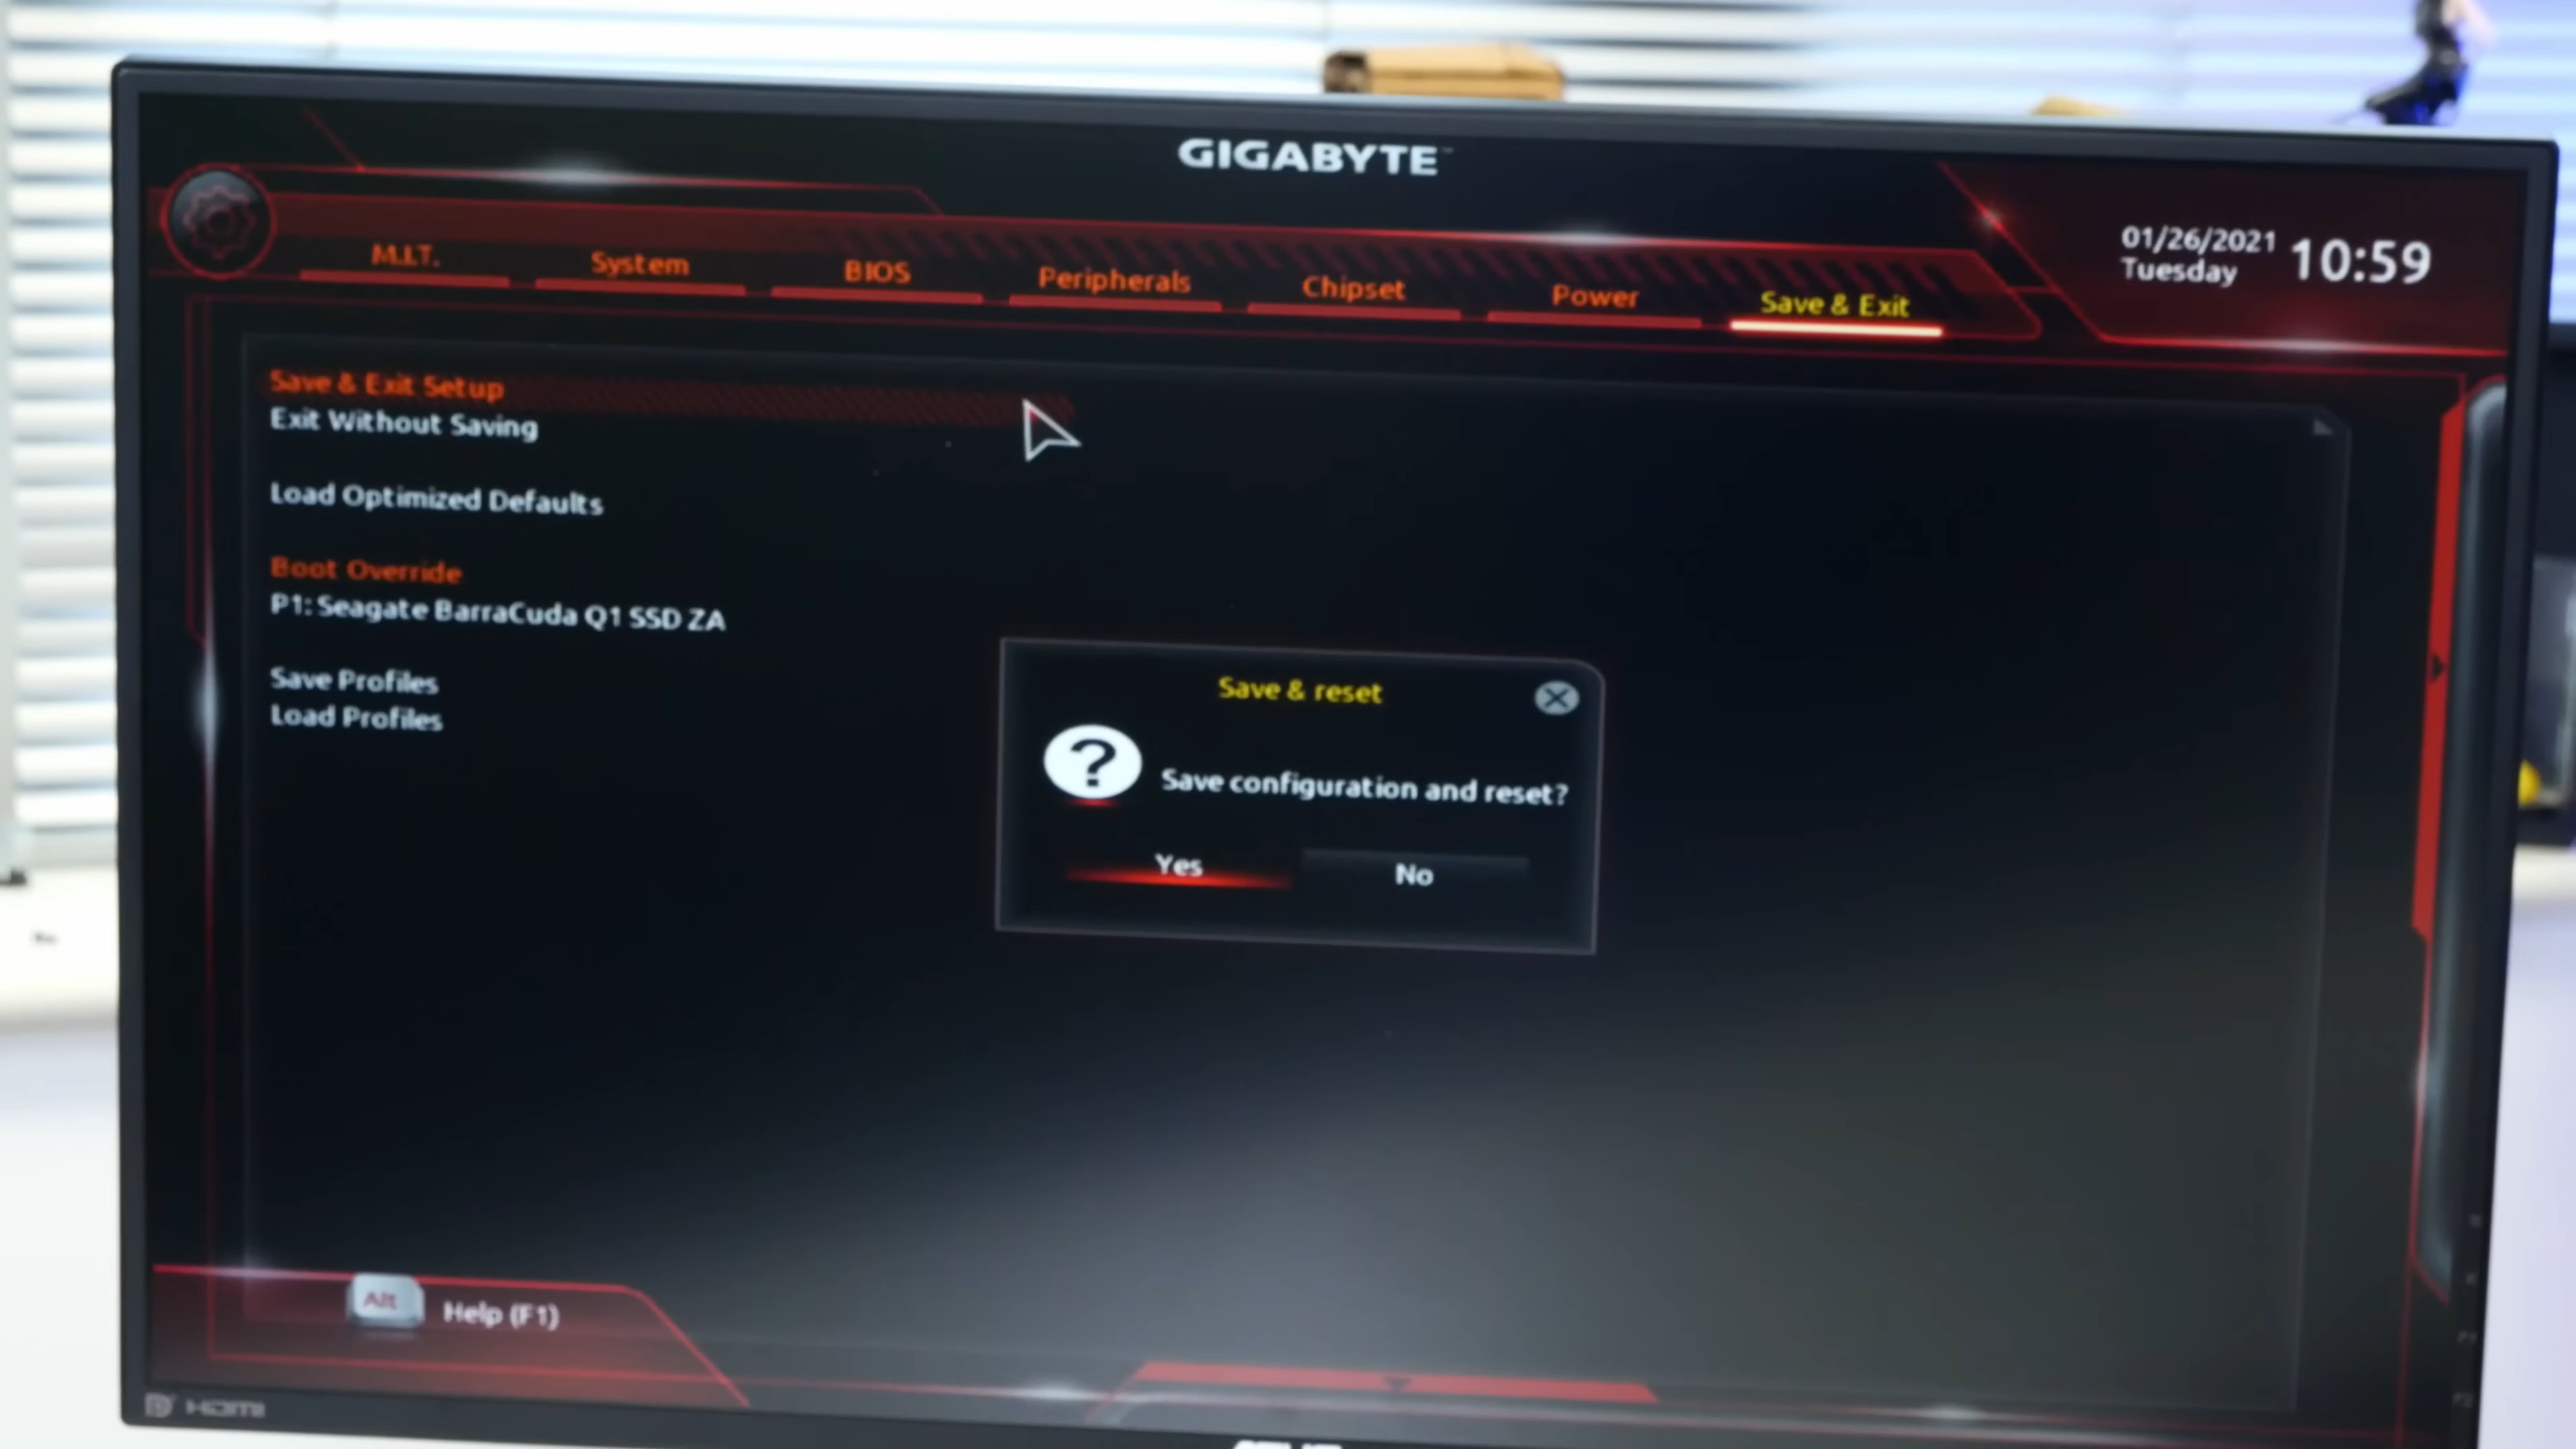 GIGABYTE™
M.I.T.
System
BIOS
Peripherals
Chipset
Power
Save & Exit
01/26/2021
Tuesday
10:59
Save & Exit Setup
Exit Without Saving
Load Optimized Defaults
Boot Override
P1: Seagate BarraCuda Q1 SSD ZA
Save Profiles
Load Profiles
Save & reset
?
Save configuration and reset?
Yes
No
Alt
Help (F1)
HDMI